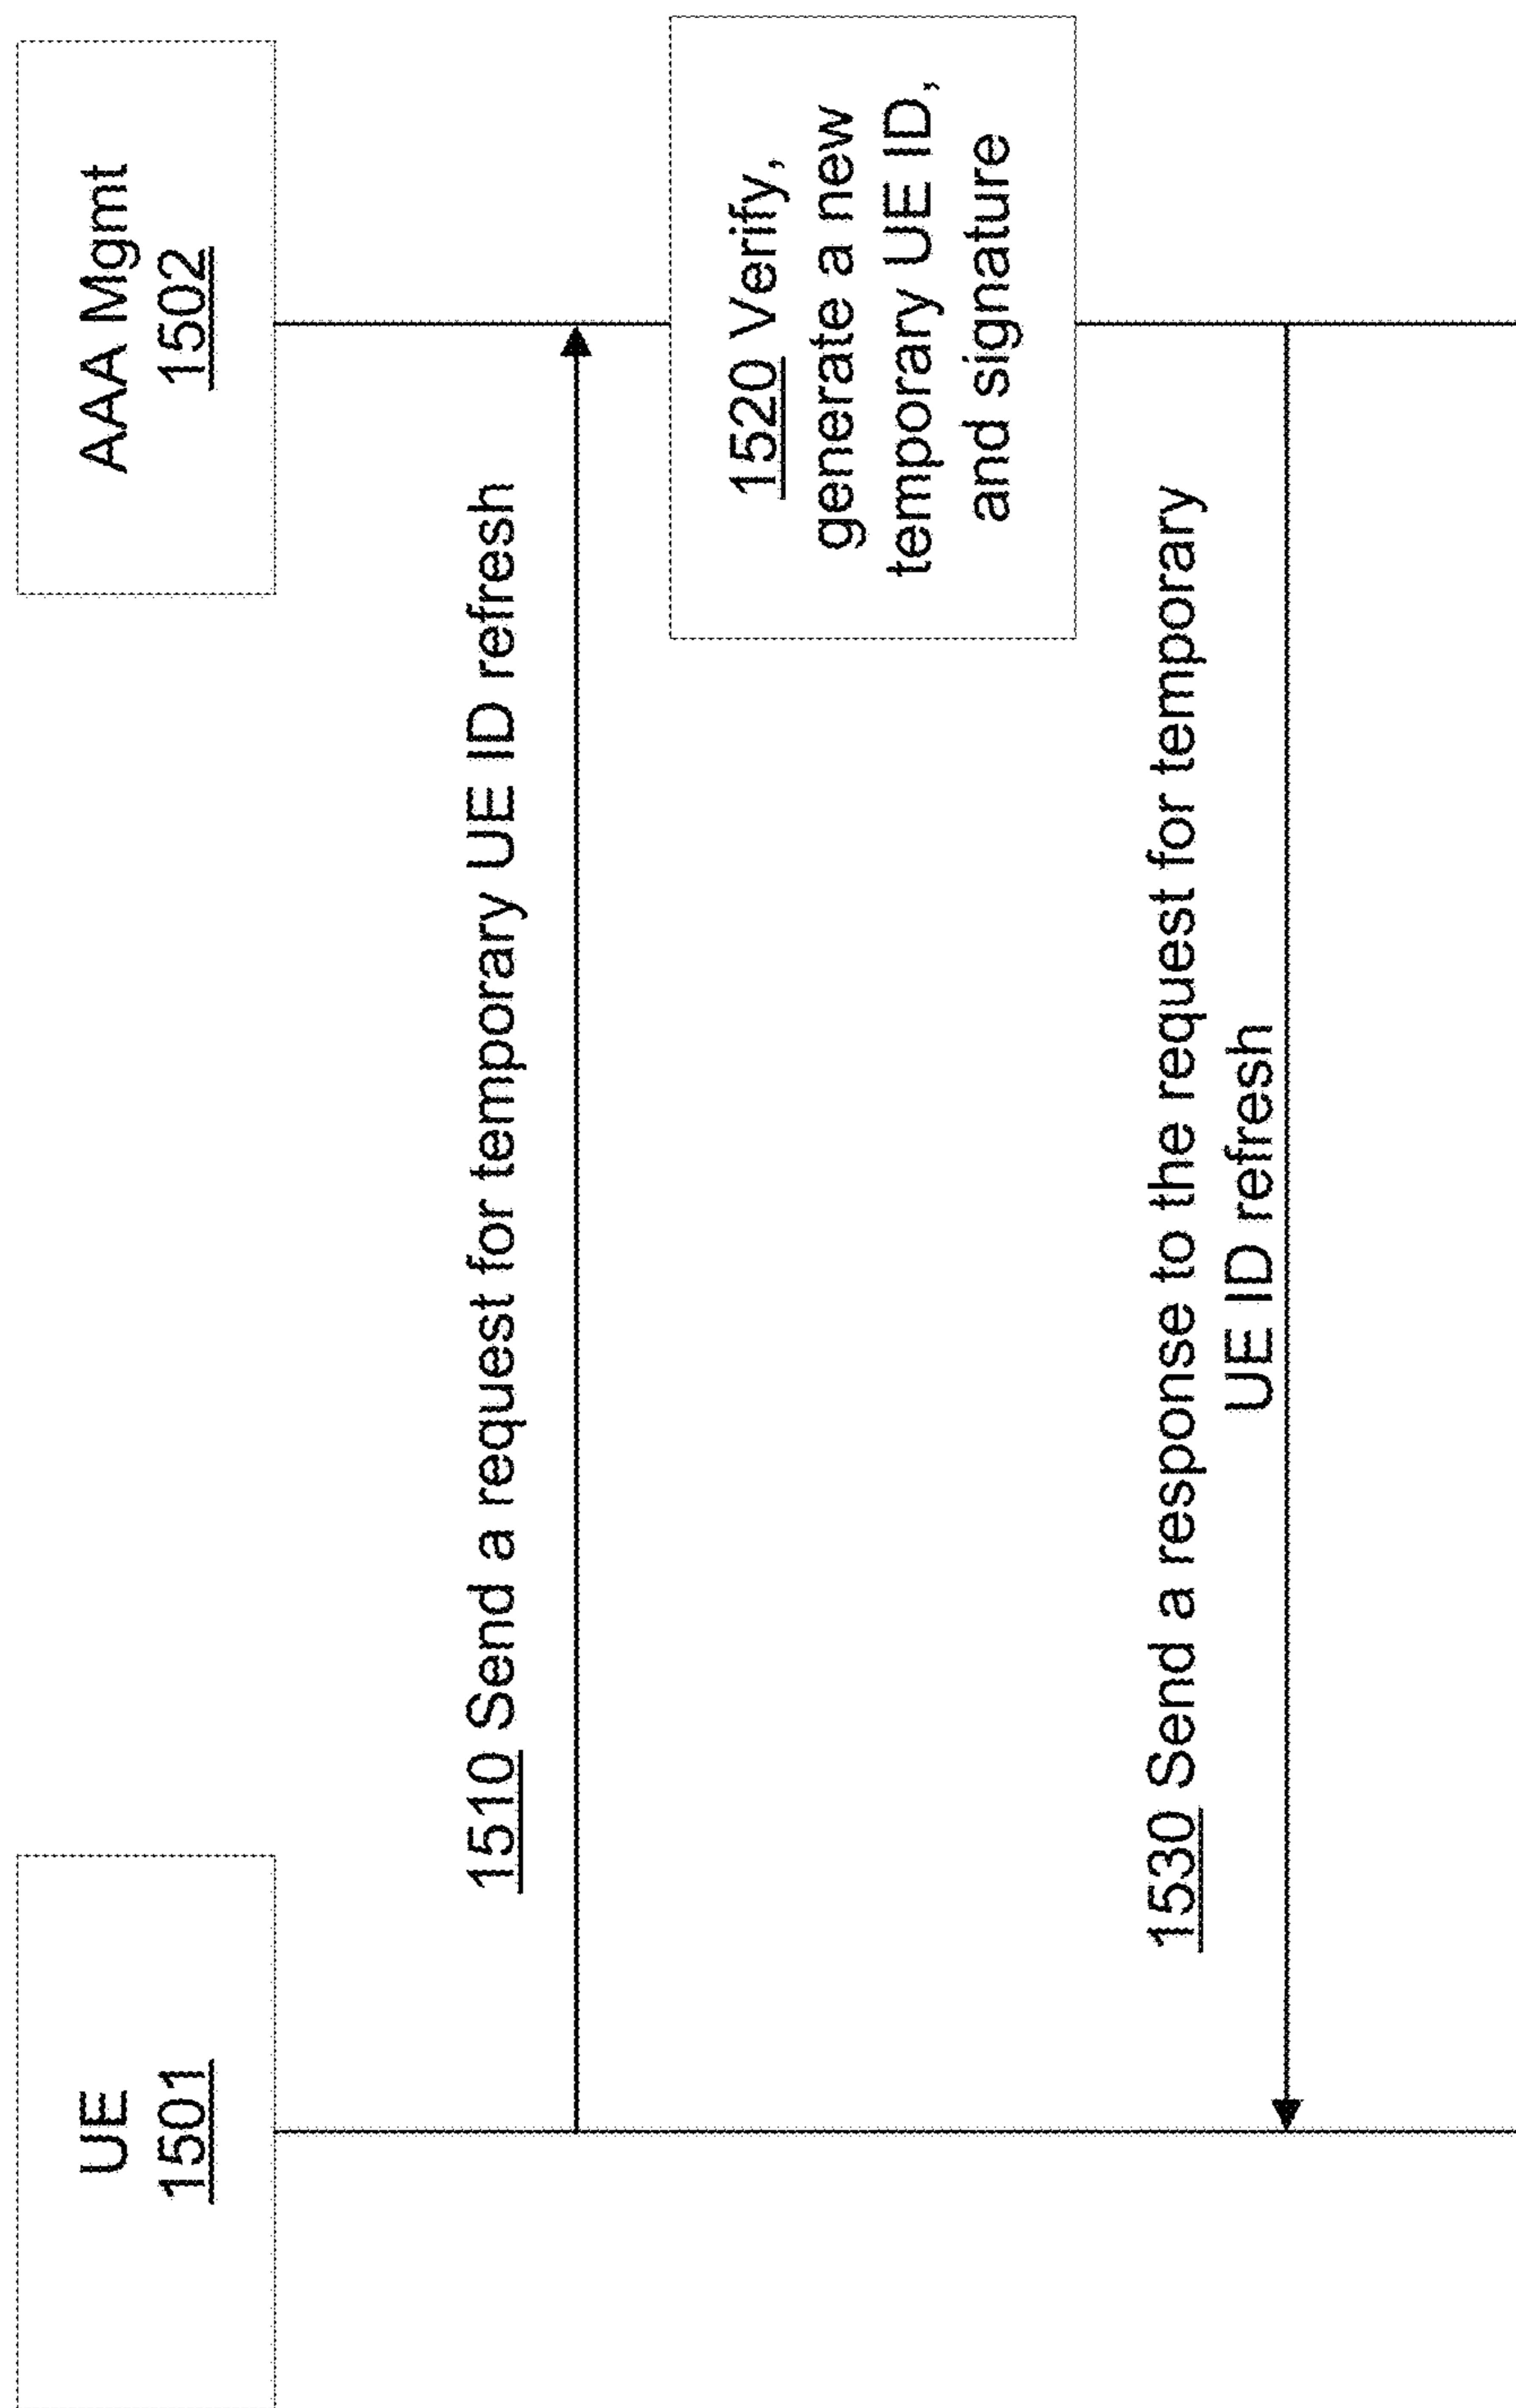 UE
1501
AAA Mgmt
1502
1510 Send a request for temporary UE ID refresh
1520 Verify,
generate a new
temporary UE ID,
and signature
1530 Send a response to the request for temporary
UE ID refresh